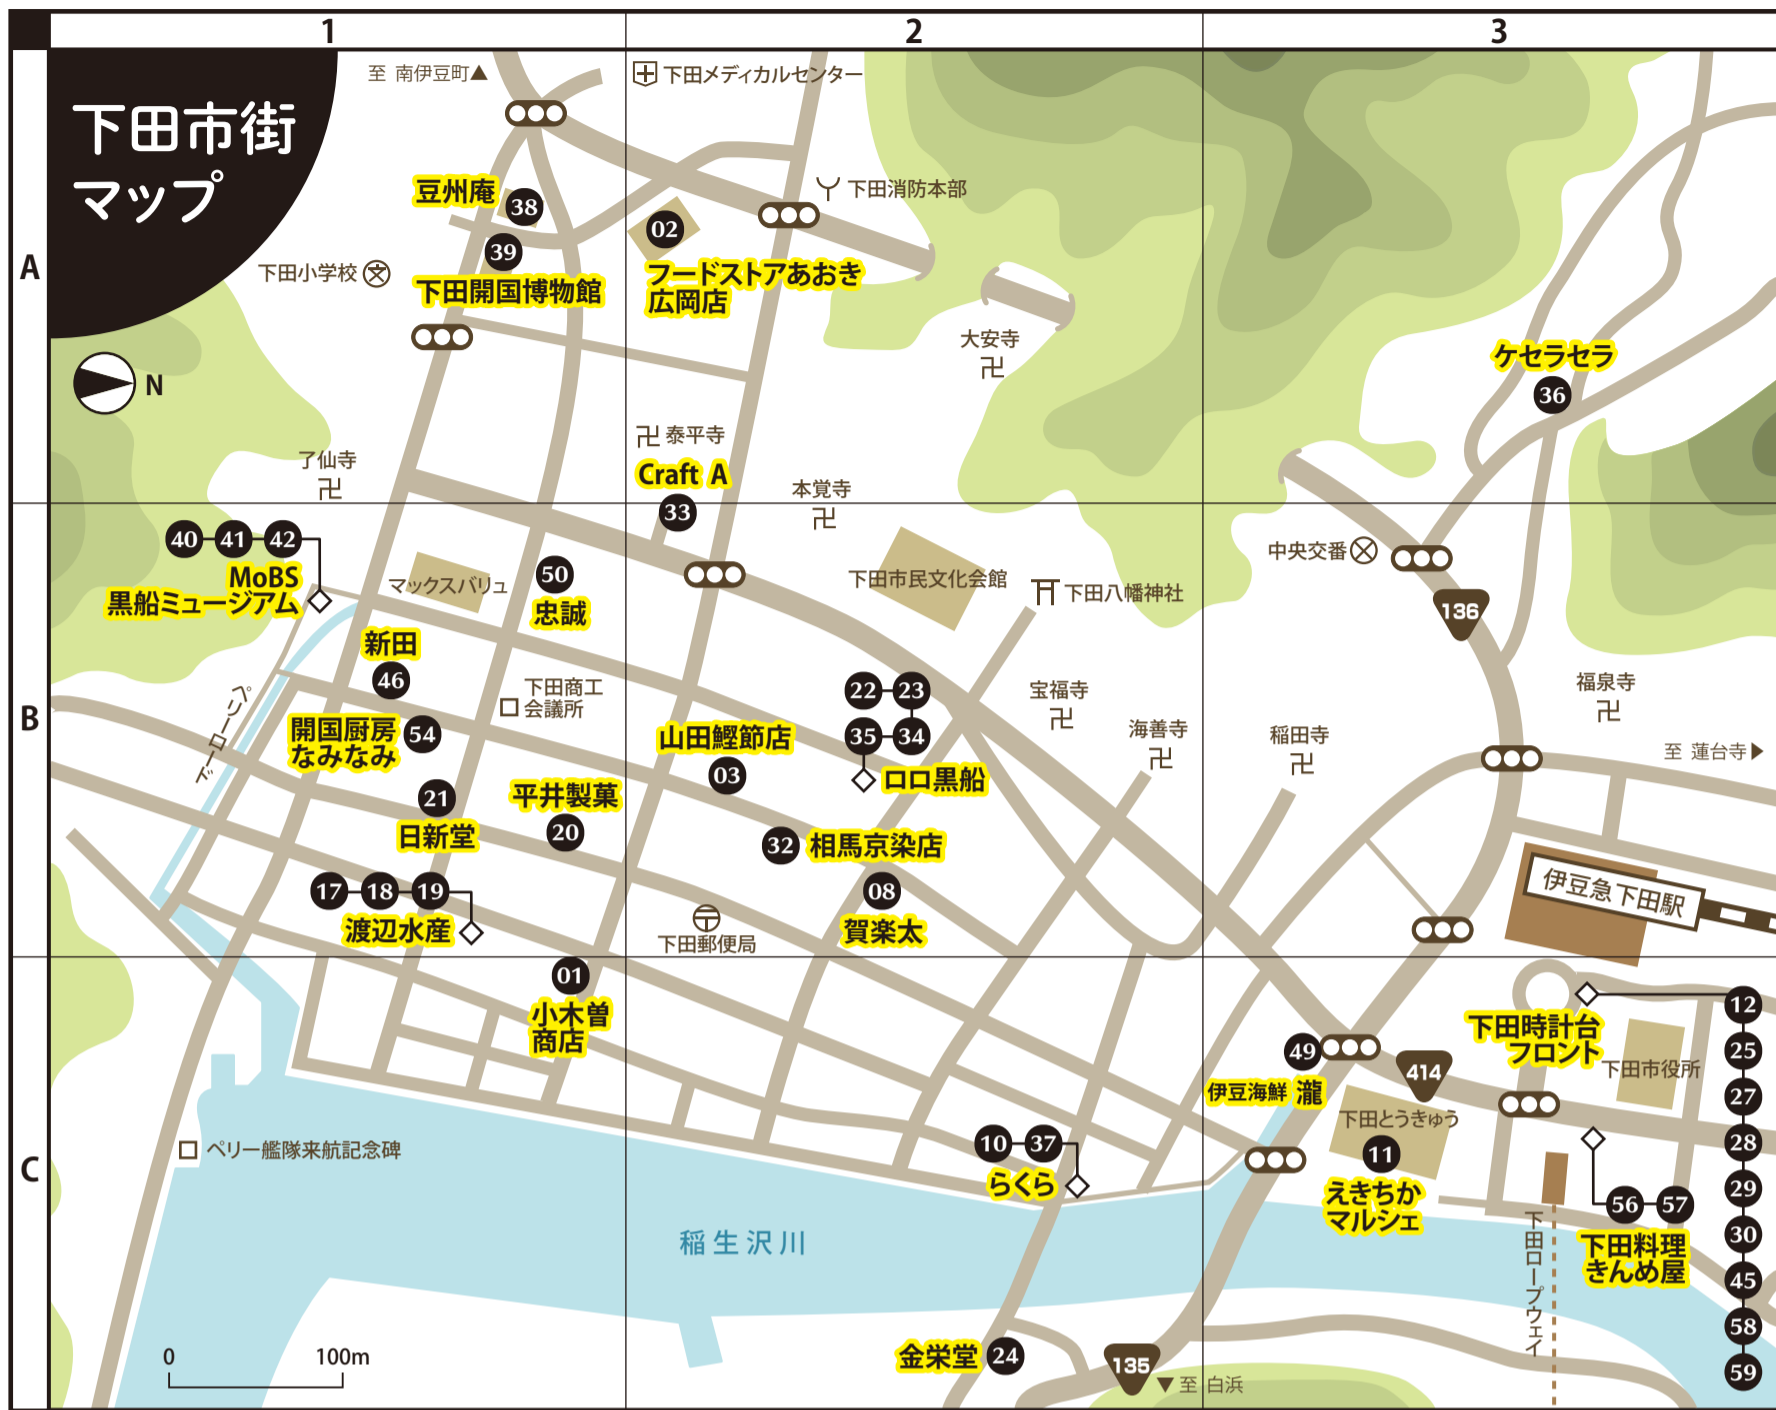 1
2
3
A
B
C
下田市街
マップ
N
至 南伊豆町▲
下田メディカルセンター
下田消防本部
豆州庵
38
39
02
下田小学校
下田開国博物館
フードストアあおき
広岡店
大安寺
ケセラセラ
36
泰平寺
了仙寺
Craft A
33
本覚寺
40
41
42
MoBS
黒船ミュージアム
マックスバリュ
50
忠誠
下田市民文化会館
下田八幡神社
中央交番
136
新田
46
ペリーロード
下田商工
会議所
開国厨房
なみなみ
54
22
23
35
34
ロロ黒船
宝福寺
海善寺
稲田寺
福泉寺
至 蓮台寺▶
山田鰹節店
03
21
日新堂
平井製菓
20
32
相馬京染店
08
賀楽太
17
18
19
渡辺水産
下田郵便局
伊豆急下田駅
01
小木曽
商店
12
25
27
28
29
30
45
58
59
下田時計台
フロント
下田市役所
49
伊豆海鮮 瀧
414
下田とうきゅう
11
えきちか
マルシェ
10
37
らくら
56
57
下田料理
きんめ屋
下田ロープウェイ
ペリー艦隊来航記念碑
稲生沢川
金栄堂
24
135
▼至 白浜
0
100m